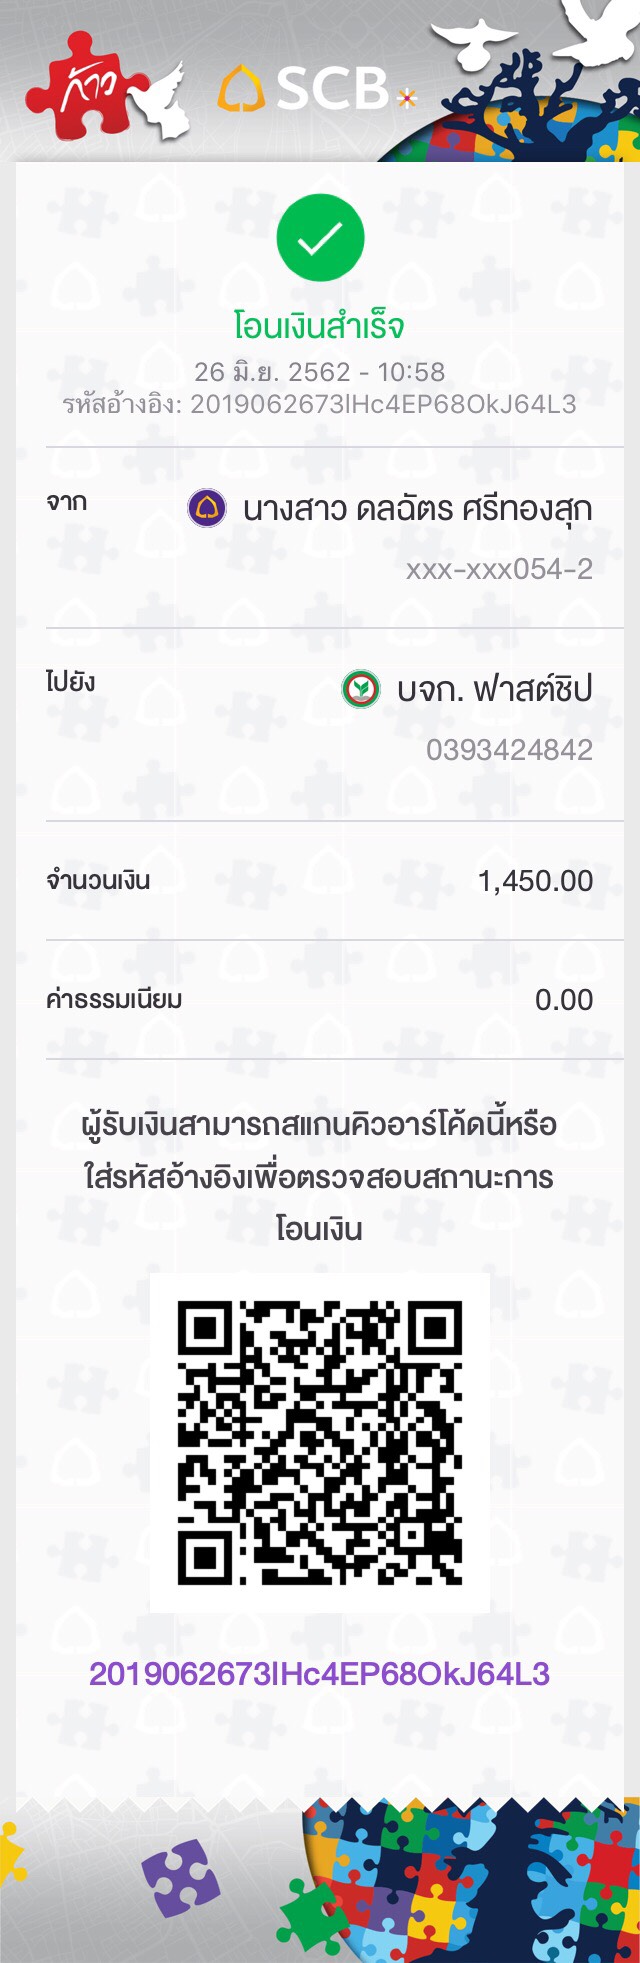 ก้าว
SCB
โอนเงินสำเร็จ
26 มิ.ย. 2562 - 10:58
รหัสอ้างอิง: 2019062673lHc4EP68OkJ64L3
จาก นางสาว ดลฉัตร ศรีทองสุก
xxx-xxx054-2
ไปยัง บจก. ฟาสต์ชิป
0393424842
จำนวนเงิน 1,450.00
ค่าธรรมเนียม 0.00
ผู้รับเงินสามารถสแกนคิวอาร์โค้ดนี้หรือ
ใส่รหัสอ้างอิงเพื่อตรวจสอบสถานะการ
โอนเงิน
2019062673lHc4EP68OkJ64L3